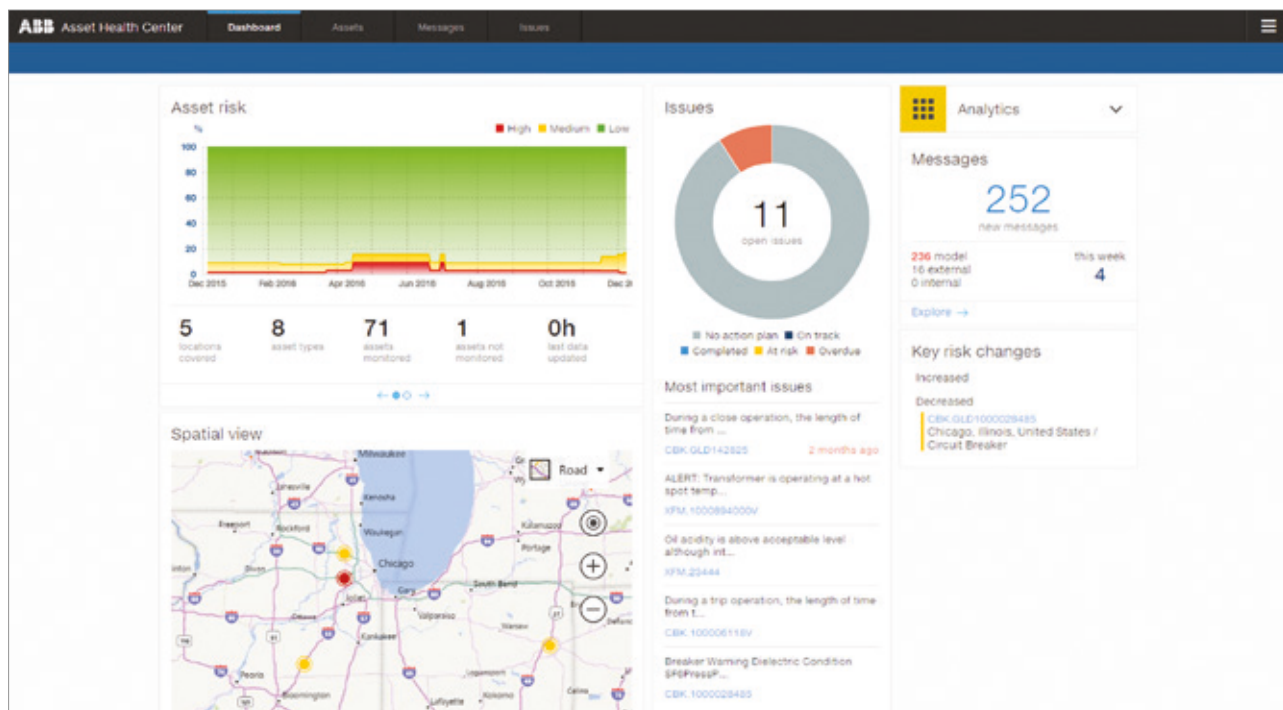 ABB Asset Health Center
Dashboard
Assets
Messages
Issues
Asset risk
%
High Medium Low
100
80
60
40
20
0
Dec 2015 Feb 2016 Apr 2016 Jun 2016 Aug 2016 Oct 2016
5
locations
covered
8
asset types
71
assets
monitored
1
assets not
monitored
0h
last data
updated
Spatial view
Road
Milwaukee
Janesville
Kenosha
Freeport
Rockford
Waukegan
Kalamazoo
Portage
Chicago
Dixon
Gary
South Bend
Joliet
Ottawa
Valparaiso
Warsaw
Kankakee
Peoria
Logansport
Bloomington
Lafayette
Kokomo
Celina
Issues
11
open issues
No action plan On track
Completed At risk Overdue
Most important issues
During a close operation, the length of
time from ...
CBK.GLD142825 2 months ago
ALERT: Transformer is operating at a hot
spot temp...
XFM.1000894000V
Oil acidity is above acceptable level
although int...
XFM.23444
During a trip operation, the length of time
from t...
CBK.100006118V
Breaker Warning Dielectric Condition
SF6PressP...
CBK.1000028485
Analytics
Messages
252
new messages
236 model
16 external
0 internal
this week
4
Explore →
Key risk changes
Increased
Decreased
CBK.GLD1000028485
Chicago, Illinois, United States /
Circuit Breaker